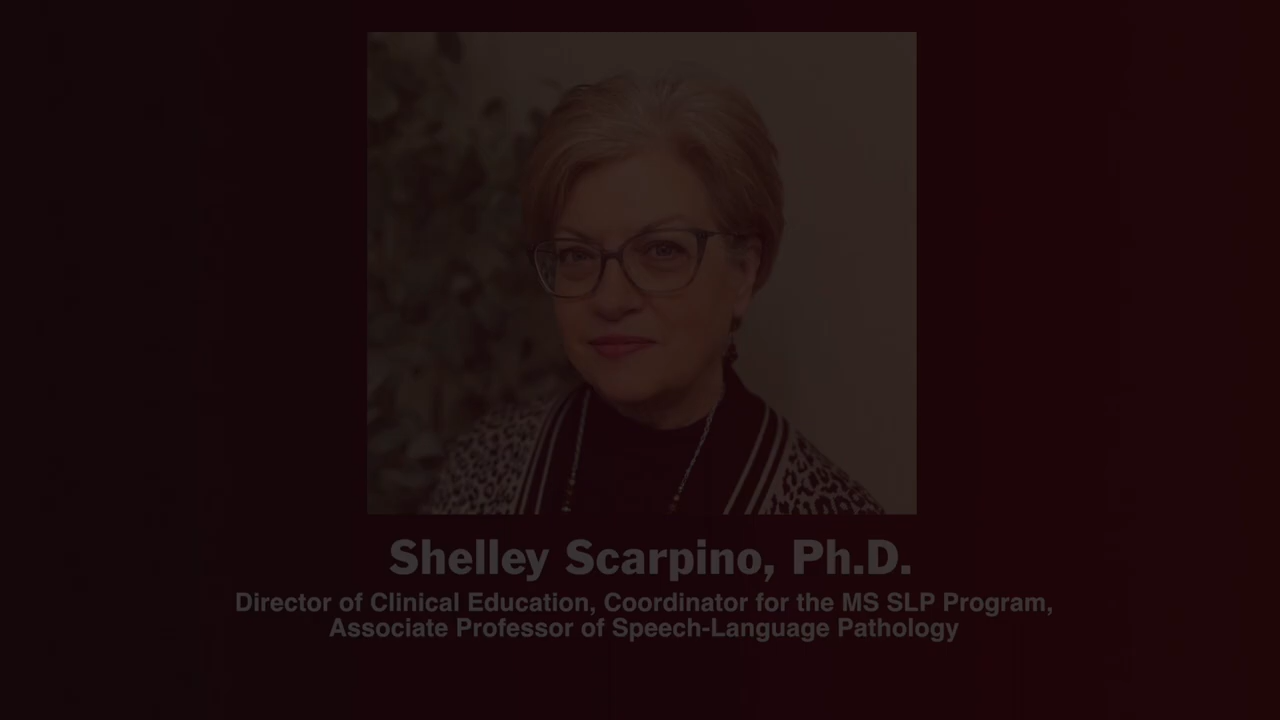 Shelley Scarpino, Ph.D.
Director of Clinical Education, Coordinator for the MS SLP Program,
Associate Professor of Speech-Language Pathology